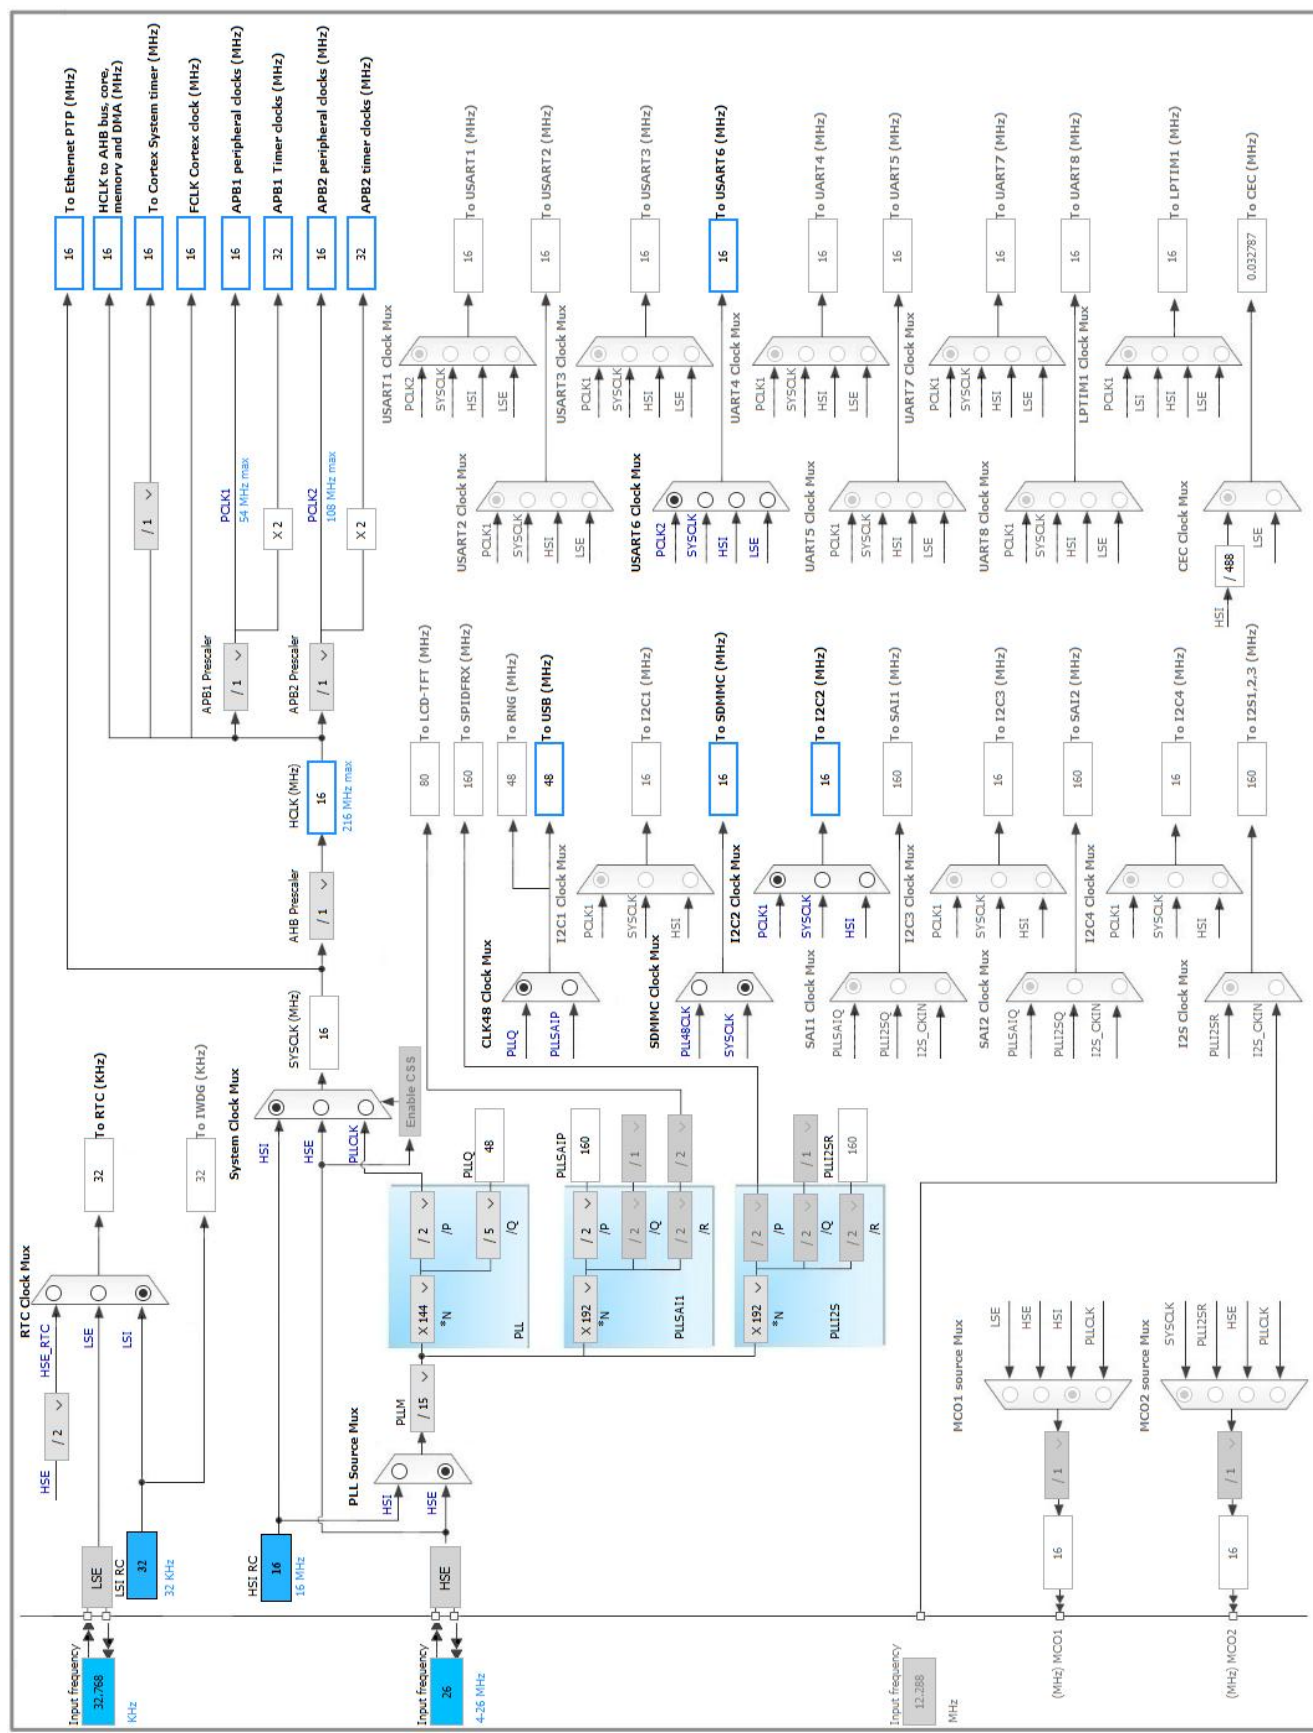 Input frequency
32.768
KHz
LSE
LSI RC
32
32 KHz
HSE
/ 2
HSE_RTC
LSE
LSI
RTC Clock Mux
32
To RTC (KHz)
32
To IWDG (KHz)
HSI RC
16
16 MHz
Input frequency
26
4-26 MHz
HSE
PLL Source Mux
HSI
HSE
PLLM
/ 15
System Clock Mux
HSI
HSE
PLLCLK
Enable CSS
SYSCLK (MHz)
16
AHB Prescaler
/ 1
HCLK (MHz)
16
216 MHz max
APB1 Prescaler
/ 1
APB2 Prescaler
/ 1
/ 1
PCLK1
54 MHz max
X 2
PCLK2
108 MHz max
X 2
16
To Ethernet PTP (MHz)
16
HCLK to AHB bus, core,
memory and DMA (MHz)
16
To Cortex System timer (MHz)
16
FCLK Cortex clock (MHz)
16
APB1 peripheral clocks (MHz)
32
APB1 Timer clocks (MHz)
16
APB2 peripheral clocks (MHz)
32
APB2 timer clocks (MHz)
X 144
*N
/ 2
/P
/ 5
/Q
PLLQ
48
PLL
X 192
*N
/ 2
/P
/ 2
/Q
/ 2
/R
PLLSAIP
160
/ 1
/ 2
PLLSAI1
X 192
*N
/ 2
/P
/ 2
/Q
/ 2
/R
/ 1
PLLI2SR
160
PLLI2S
80
To LCD-TFT (MHz)
160
To SPIDFRX (MHz)
48
To RNG (MHz)
48
To USB (MHz)
CLK48 Clock Mux
PLLQ
PLLSAIP
I2C1 Clock Mux
PCLK1
SYSCLK
HSI
16
To I2C1 (MHz)
SDMMC Clock Mux
PLL48CLK
SYSCLK
16
To SDMMC (MHz)
I2C2 Clock Mux
PCLK1
SYSCLK
HSI
16
To I2C2 (MHz)
SAI1 Clock Mux
PLLSAIQ
PLLI2SQ
I2S_CKIN
160
To SAI1 (MHz)
I2C3 Clock Mux
PCLK1
SYSCLK
HSI
16
To I2C3 (MHz)
SAI2 Clock Mux
PLLSAIQ
PLLI2SQ
I2S_CKIN
160
To SAI2 (MHz)
I2C4 Clock Mux
PCLK1
SYSCLK
HSI
16
To I2C4 (MHz)
I2S Clock Mux
PLLI2SR
I2S_CKIN
160
To I2S1,2,3 (MHz)
USART1 Clock Mux
PCLK2
SYSCLK
HSI
LSE
16
To USART1 (MHz)
USART2 Clock Mux
PCLK1
SYSCLK
HSI
LSE
16
To USART2 (MHz)
USART3 Clock Mux
PCLK1
SYSCLK
HSI
LSE
16
To USART3 (MHz)
USART6 Clock Mux
PCLK2
SYSCLK
HSI
LSE
16
To USART6 (MHz)
UART4 Clock Mux
PCLK1
SYSCLK
HSI
LSE
16
To UART4 (MHz)
UART5 Clock Mux
PCLK1
SYSCLK
HSI
LSE
16
To UART5 (MHz)
UART7 Clock Mux
PCLK1
SYSCLK
HSI
LSE
16
To UART7 (MHz)
UART8 Clock Mux
PCLK1
SYSCLK
HSI
LSE
16
To UART8 (MHz)
LPTIM1 Clock Mux
PCLK1
LSI
HSI
LSE
16
To LPTIM1 (MHz)
CEC Clock Mux
HSI
/ 488
LSE
0.032787
To CEC (MHz)
Input frequency
12.288
MHz
MCO1 source Mux
LSE
HSE
HSI
PLLCLK
/ 1
16
(MHz) MCO1
MCO2 source Mux
SYSCLK
PLLI2SR
HSE
PLLCLK
/ 1
16
(MHz) MCO2